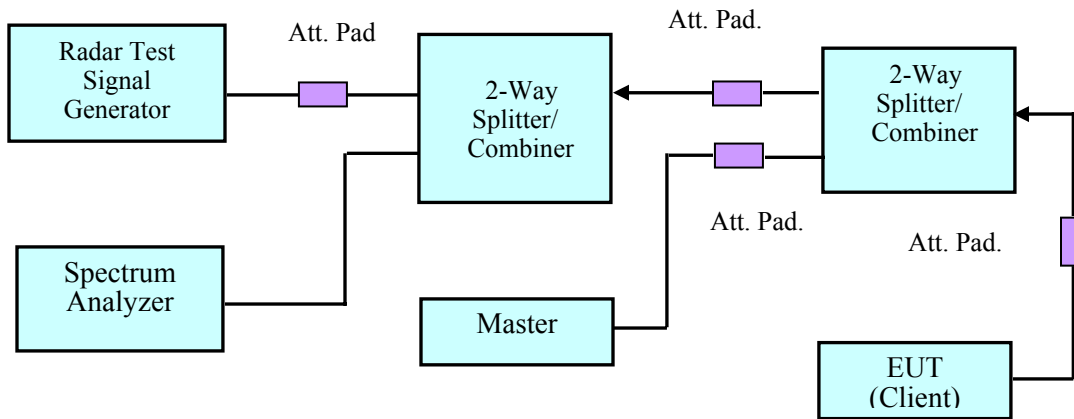 Radar Test
Signal
Generator
Att. Pad
2-Way
Splitter/
Combiner
Att. Pad.
2-Way
Splitter/
Combiner
Att. Pad.
Att. Pad.
Spectrum
Analyzer
Master
EUT
(Client)